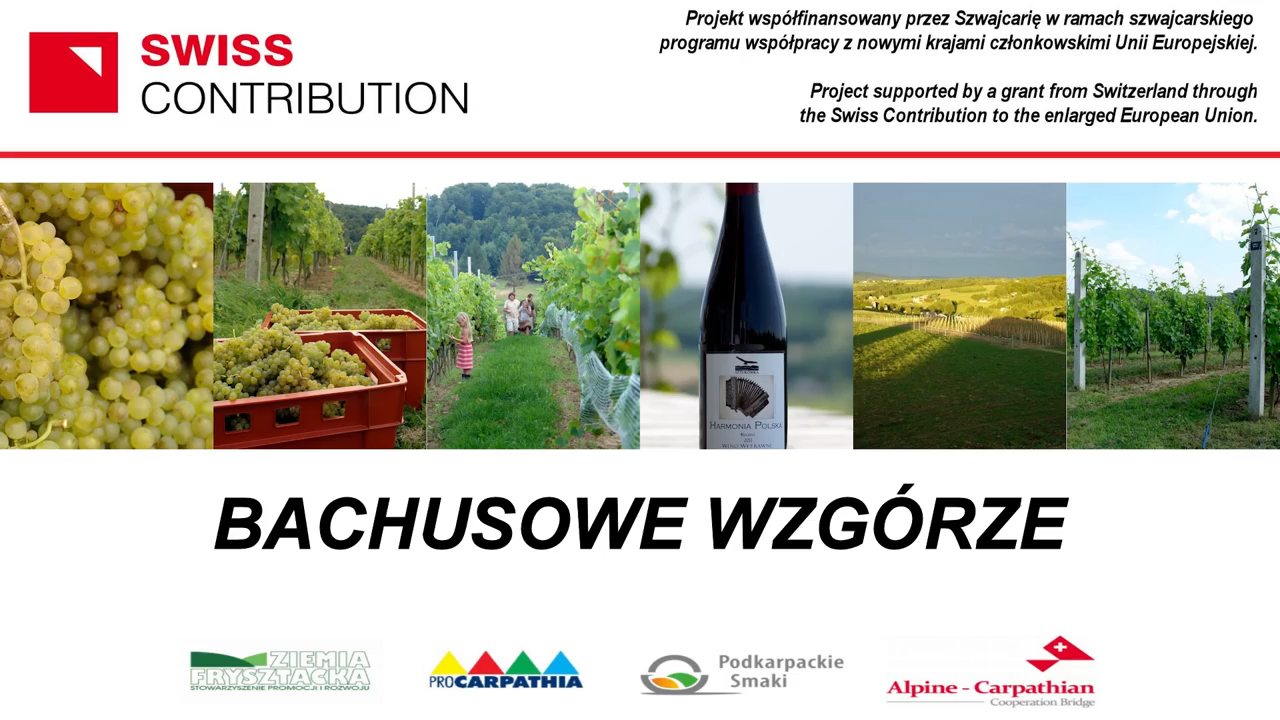 SWISS
CONTRIBUTION
Projekt współfinansowany przez Szwajcarię w ramach szwajcarskiego
programu współpracy z nowymi krajami członkowskimi Unii Europejskiej.
Project supported by a grant from Switzerland through
the Swiss Contribution to the enlarged European Union.
HARMONIA POLSKA
BACHUSOWE WZGÓRZE
ZIEMIA
FRYSZTACKA
STOWARZYSZENIE PROMOCJI I ROZWOJU
PROCARPATHIA
Podkarpackie
Smaki
Alpine - Carpathian
Cooperation Bridge